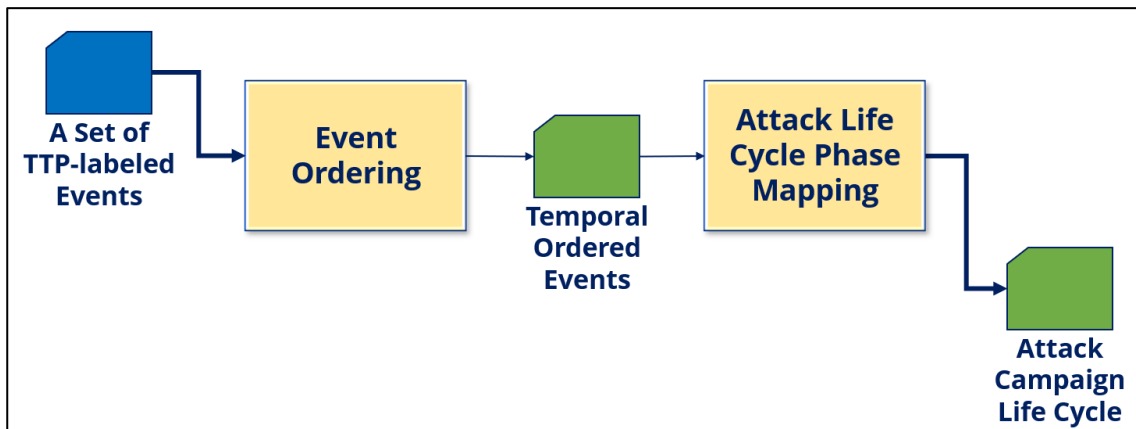 A Set of
TTP-labeled
Events
Event
Ordering
Temporal
Ordered
Events
Attack Life
Cycle Phase
Mapping
Attack
Campaign
Life Cycle